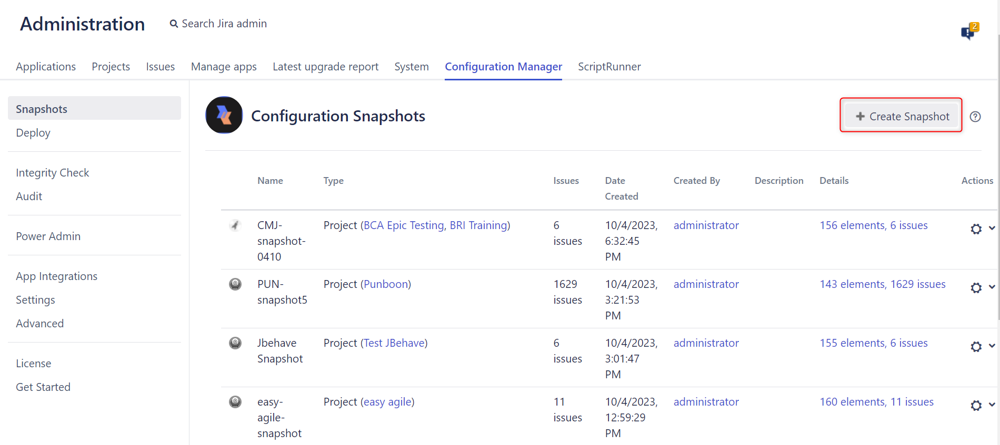 Administration
Search Jira admin
2
Applications Projects Issues Manage apps Latest upgrade report System Configuration Manager ScriptRunner
Snapshots
Deploy
Integrity Check
Audit
Power Admin
App Integrations
Settings
Advanced
License
Get Started
Configuration Snapshots
+ Create Snapshot
?
Name Type Issues Date Created Created By Description Details Actions
CMJ-
snapshot-
0410
Project (BCA Epic Testing, BRI Training)
6
issues
10/4/2023,
6:32:45
PM
administrator
156 elements, 6 issues
PUN-
snapshot5
Project (Punboon)
1629
issues
10/4/2023,
3:21:53
PM
administrator
143 elements, 1629 issues
Jbehave
Snapshot
Project (Test JBehave)
6
issues
10/4/2023,
3:01:47
PM
administrator
155 elements, 6 issues
easy-
agile-
snapshot
Project (easy agile)
11
issues
10/4/2023,
12:59:29
PM
administrator
160 elements, 11 issues